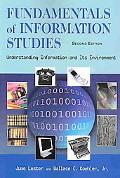 FUNDAMENTALS
OF INFORMATION
STUDIES
SECOND EDITION
Understanding Information and Its Environment
June Lester and Wallace C. Koehler, Jr.